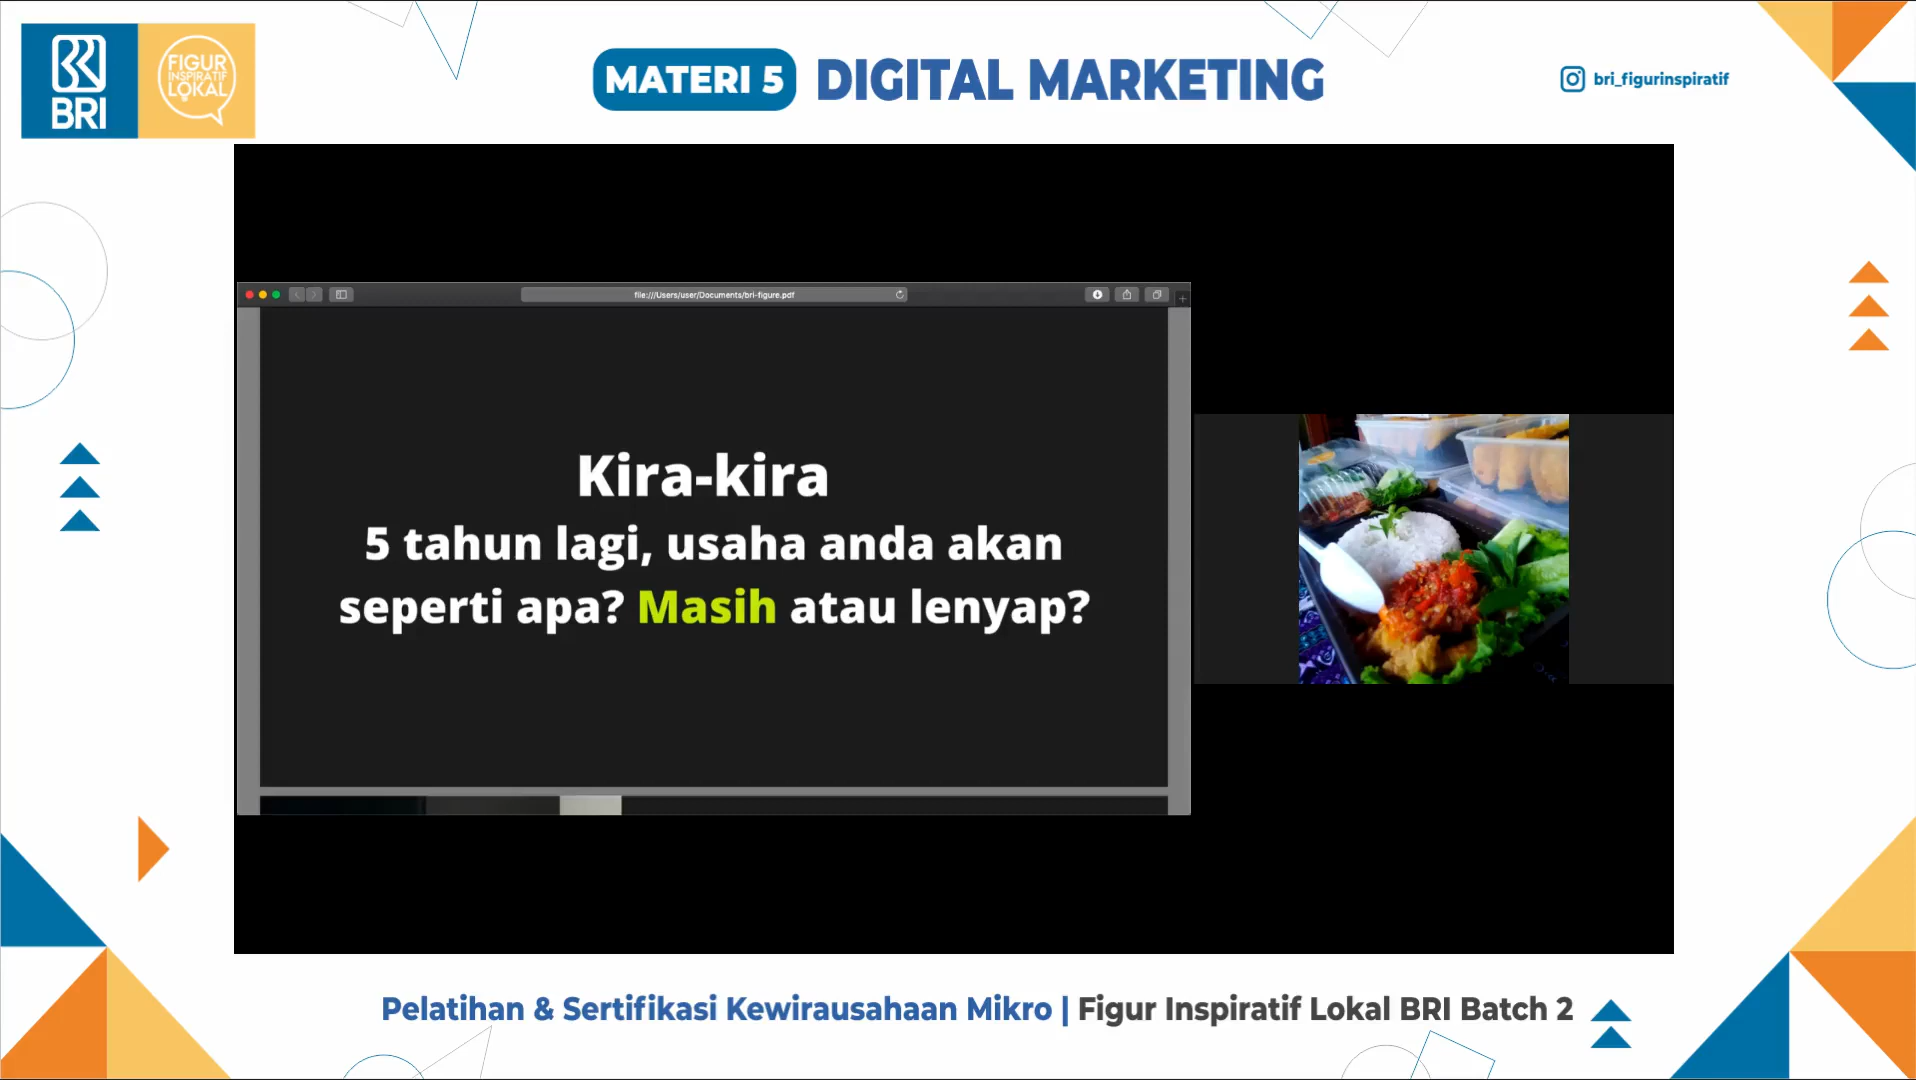 BRI
FIGUR
INSPIRATIF
LOKAL
MATERI 5 DIGITAL MARKETING
bri_figurinspiratif
file:///Users/user/Documents/bri-figure.pdf
Kira-kira
5 tahun lagi, usaha anda akan
seperti apa? Masih atau lenyap?
Pelatihan & Sertifikasi Kewirausahaan Mikro | Figur Inspiratif Lokal BRI Batch 2